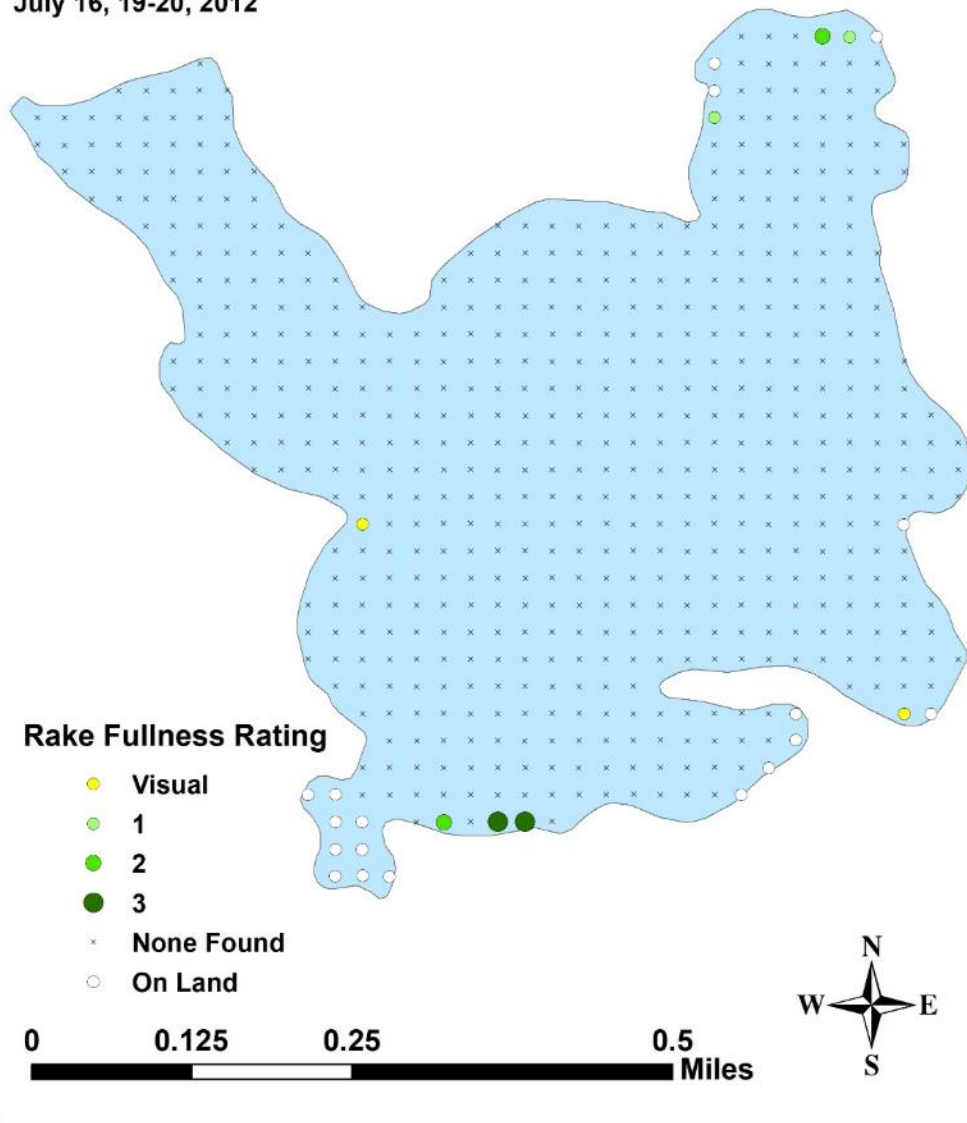 July 16, 19-20, 2012
Rake Fullness Rating
Visual
1
2
3
None Found
On Land
N
W E
S
0 0.125 0.25 0.5
Miles